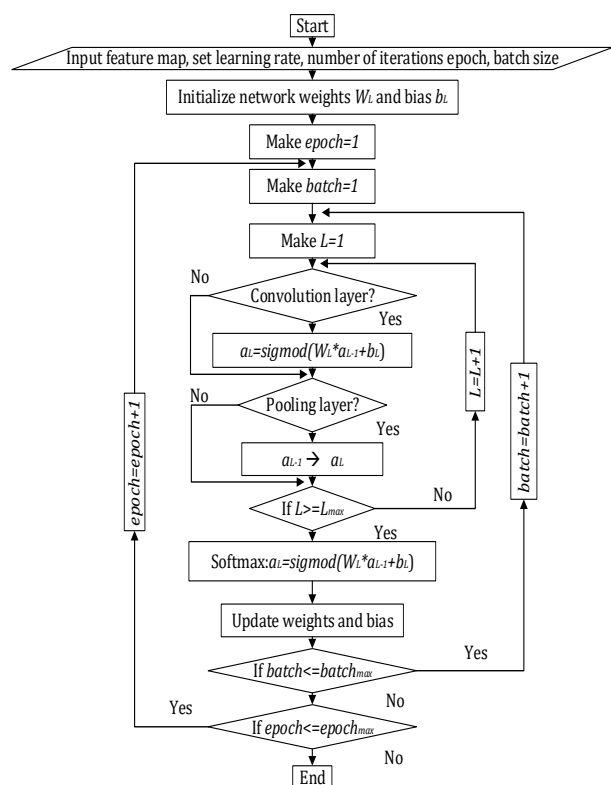 Start
Input feature map, set learning rate, number of iterations epoch, batch size
Initialize network weights WL and bias bL
Make epoch=1
Make batch=1
Make L=1
No
Convolution layer?
Yes
aL=sigmod(WL*aL-1+bL)
No
Pooling layer?
Yes
aL-1 → aL
If L>=Lmax
No
Yes
L=L+1
Softmax:aL=sigmod(WL*aL-1+bL)
Update weights and bias
If batch<=batchmax
Yes
No
batch=batch+1
If epoch<=epochmax
Yes
No
epoch=epoch+1
End